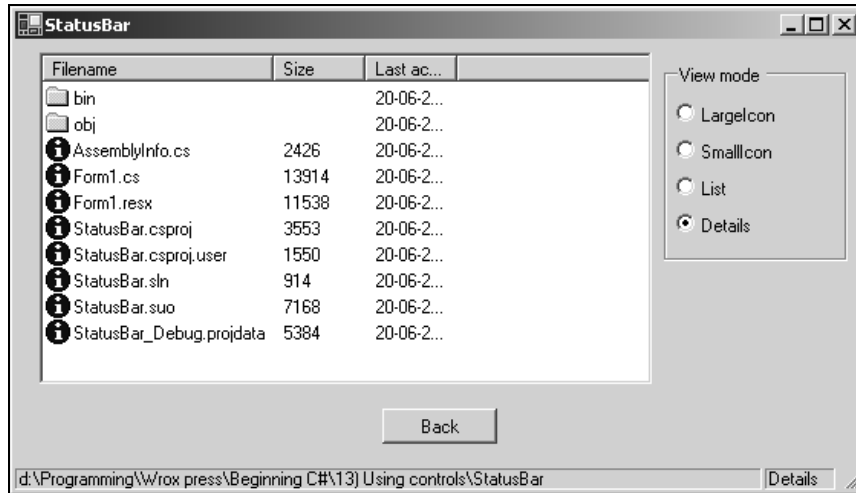 StatusBar
Filename Size Last ac...
bin 20-06-2...
obj 20-06-2...
AssemblyInfo.cs 2426 20-06-2...
Form1.cs 13914 20-06-2...
Form1.resx 11538 20-06-2...
StatusBar.csproj 3553 20-06-2...
StatusBar.csproj.user 1550 20-06-2...
StatusBar.sln 914 20-06-2...
StatusBar.suo 7168 20-06-2...
StatusBar_Debug.projdata 5384 20-06-2...
View mode
LargeIcon
SmallIcon
List
Details
Back
d:\Programming\Wrox press\Beginning C#\13) Using controls\StatusBar Details